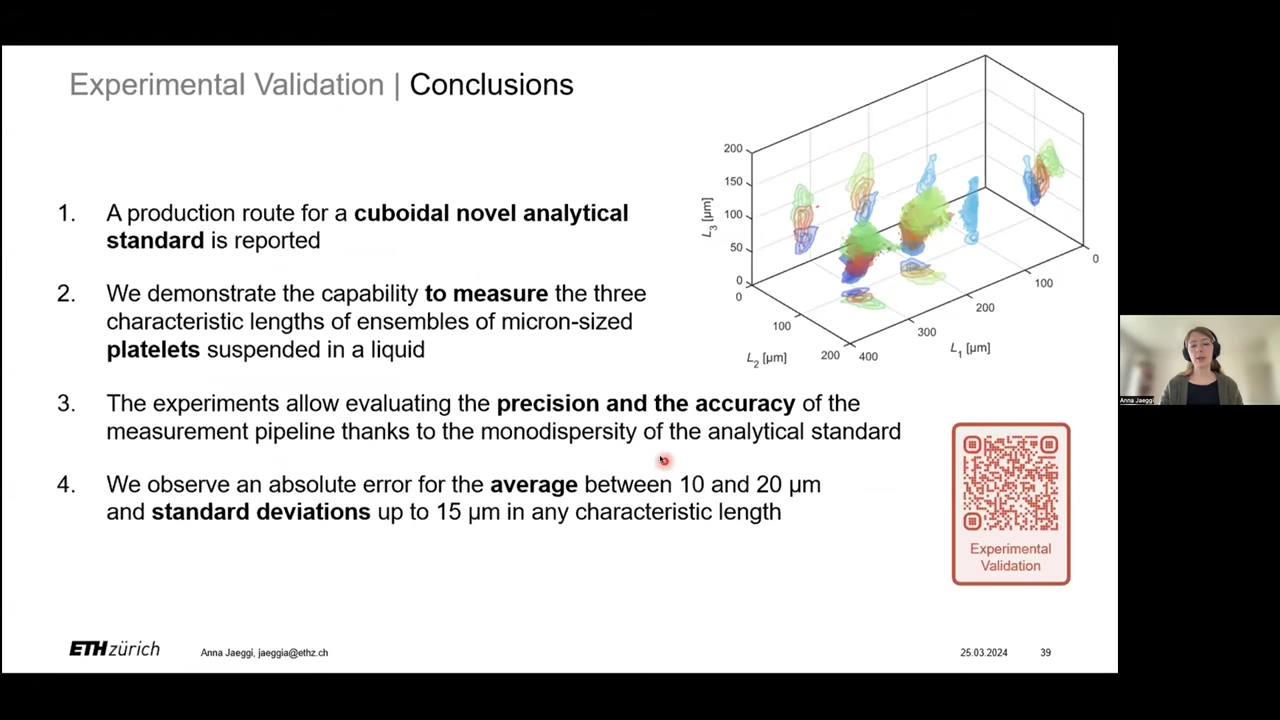 Experimental Validation | Conclusions
1. A production route for a cuboidal novel analytical
standard is reported
2. We demonstrate the capability to measure the three
characteristic lengths of ensembles of micron-sized
platelets suspended in a liquid
3. The experiments allow evaluating the precision and the accuracy of the
measurement pipeline thanks to the monodispersity of the analytical standard
4. We observe an absolute error for the average between 10 and 20 µm
and standard deviations up to 15 µm in any characteristic length
200
150
100
50
0
L3 [µm]
0
100
200
L2 [µm]
400
300
200
100
0
L1 [µm]
Anna Jaeggi
Experimental
Validation
ETH zürich
Anna Jaeggi, jaeggia@ethz.ch
25.03.2024
39